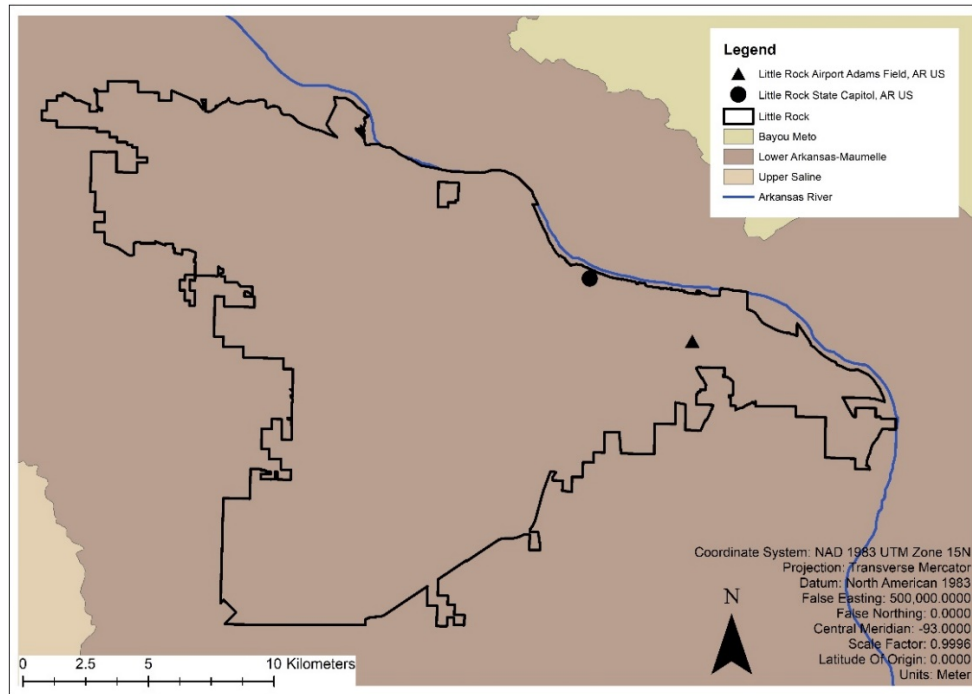 Legend
Little Rock Airport Adams Field, AR US
Little Rock State Capitol, AR US
Little Rock
Bayou Meto
Lower Arkansas-Maumelle
Upper Saline
Arkansas River
Coordinate System: NAD 1983 UTM Zone 15N
Projection: Transverse Mercator
Datum: North American 1983
False Easting: 500,000.0000
False Northing: 0.0000
Central Meridian: -93.0000
Scale Factor: 0.9996
Latitude Of Origin: 0.0000
Units: Meter
N
0 2.5 5 10 Kilometers